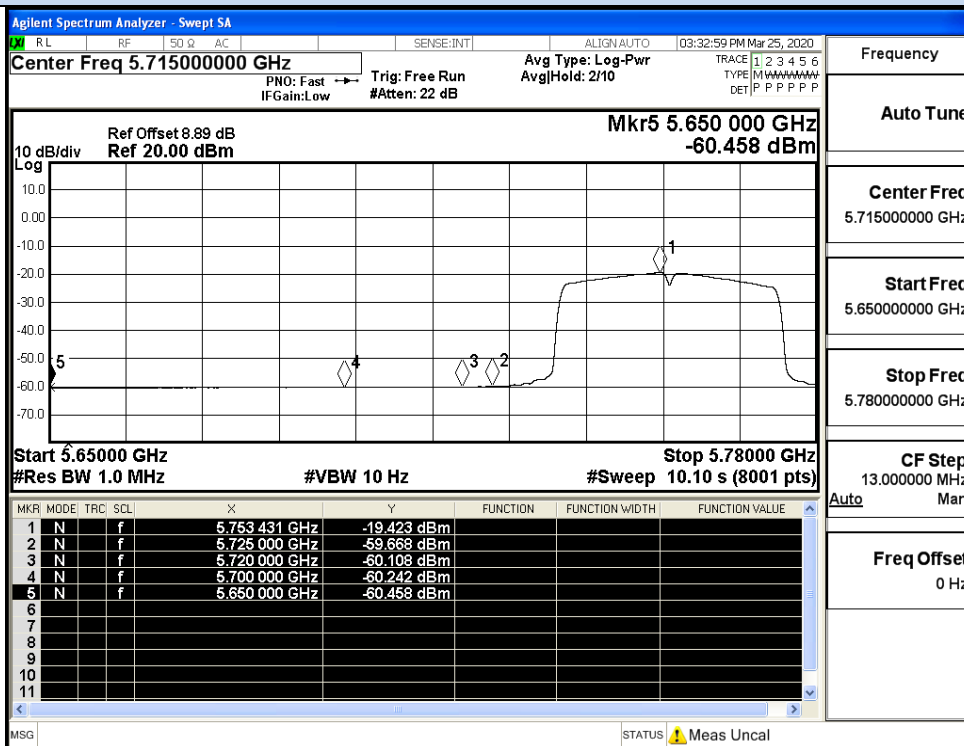 Agilent Spectrum Analyzer - Swept SA
LXI RL RF 50 Ω AC SENSE:INT ALIGN AUTO 03:32:59 PM Mar 25, 2020
Center Freq 5.715000000 GHz
PNO: Fast Trig: Free Run
IFGain:Low #Atten: 22 dB
Avg Type: Log-Pwr
Avg|Hold: 2/10
TRACE 1 2 3 4 5 6
TYPE M WWWWW
DET P P P P P P
Mkr5 5.650 000 GHz
-60.458 dBm
Ref Offset 8.89 dB
10 dB/div Ref 20.00 dBm
Log
10.0
0.00
-10.0
-20.0
-30.0
-40.0
-50.0
-60.0
-70.0
1
5 4 3 2
Start 5.65000 GHz Stop 5.78000 GHz
#Res BW 1.0 MHz #VBW 10 Hz #Sweep 10.10 s (8001 pts)
MKR MODE TRC SCL X Y FUNCTION FUNCTION WIDTH FUNCTION VALUE
1 N f 5.753 431 GHz -19.423 dBm
2 N f 5.725 000 GHz -59.668 dBm
3 N f 5.720 000 GHz -60.108 dBm
4 N f 5.700 000 GHz -60.242 dBm
5 N f 5.650 000 GHz -60.458 dBm
6
7
8
9
10
11
MSG STATUS Meas Uncal
Frequency
Auto Tune
Center Freq
5.715000000 GHz
Start Freq
5.650000000 GHz
Stop Freq
5.780000000 GHz
CF Step
13.000000 MHz
Auto Man
Freq Offset
0 Hz